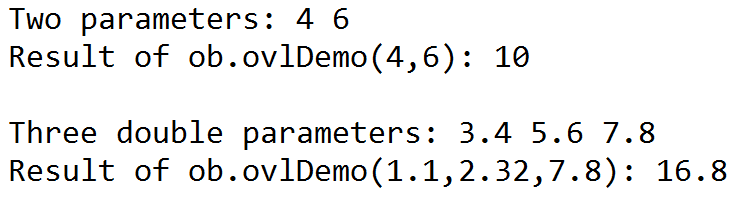 Two parameters: 4 6
Result of ob.ovlDemo(4,6): 10
Three double parameters: 3.4 5.6 7.8
Result of ob.ovlDemo(1.1,2.32,7.8): 16.8